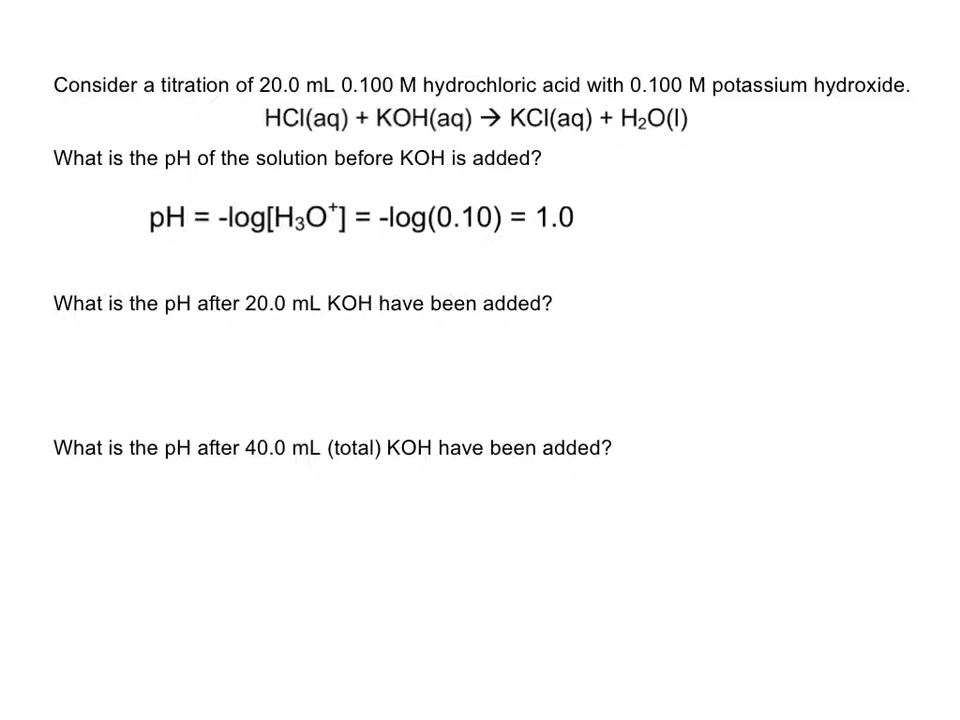 Consider a titration of 20.0 mL 0.100 M hydrochloric acid with 0.100 M potassium hydroxide.
HCl(aq) + KOH(aq) → KCl(aq) + H₂O(l)
What is the pH of the solution before KOH is added?
pH = -log[H₃O⁺] = -log(0.10) = 1.0
What is the pH after 20.0 mL KOH have been added?
What is the pH after 40.0 mL (total) KOH have been added?